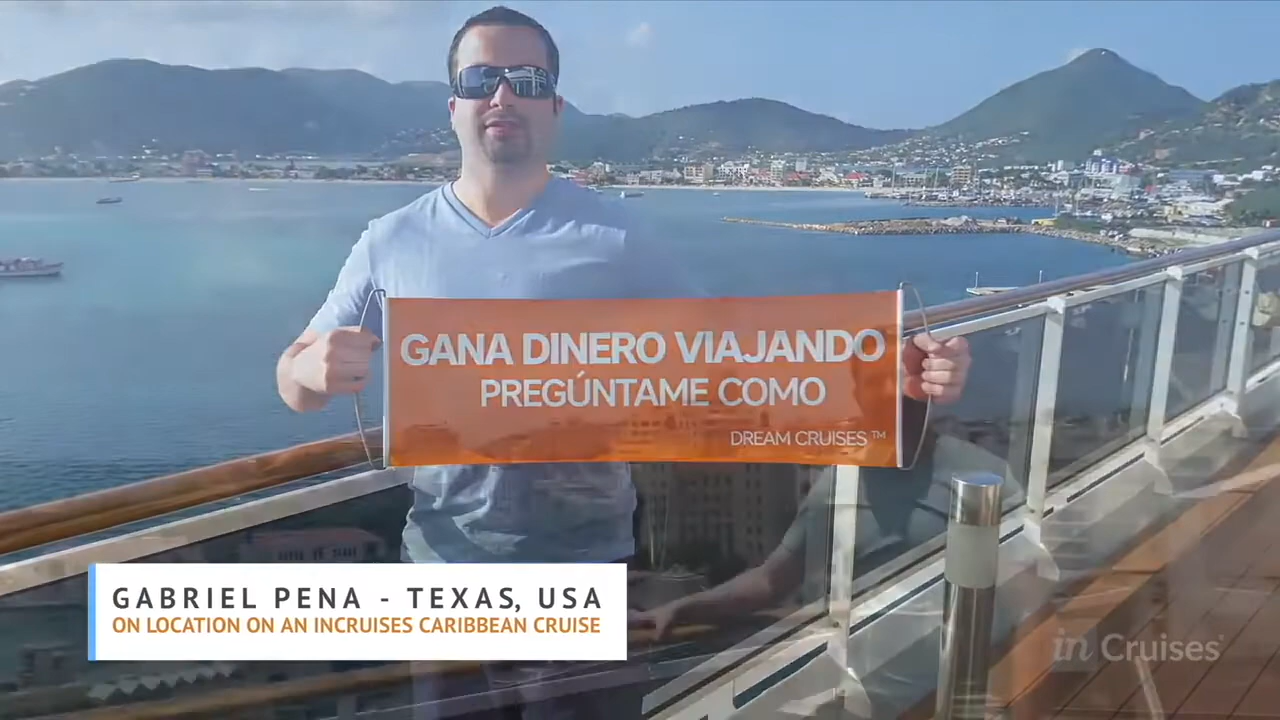 GANA DINERO VIAJANDO
PREGÚNTAME COMO
DREAM CRUISES™
GABRIEL PENA - TEXAS, USA
ON LOCATION ON AN INCRUISES CARIBBEAN CRUISE
inCruises®